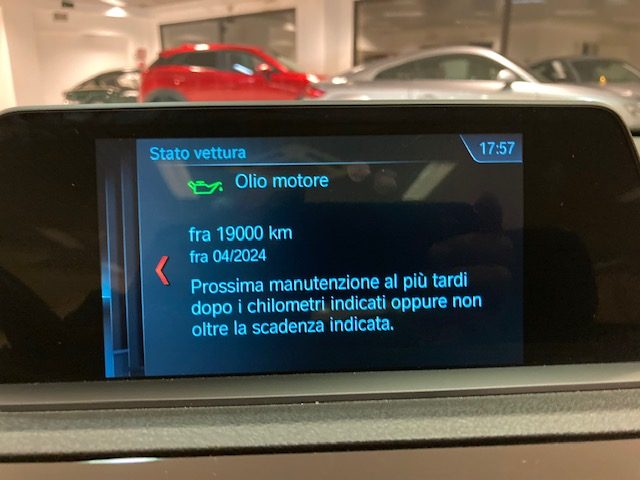 Stato vettura
17:57
Olio motore
fra 19000 km
fra 04/2024
Prossima manutenzione al più tardi
dopo i chilometri indicati oppure non
oltre la scadenza indicata.